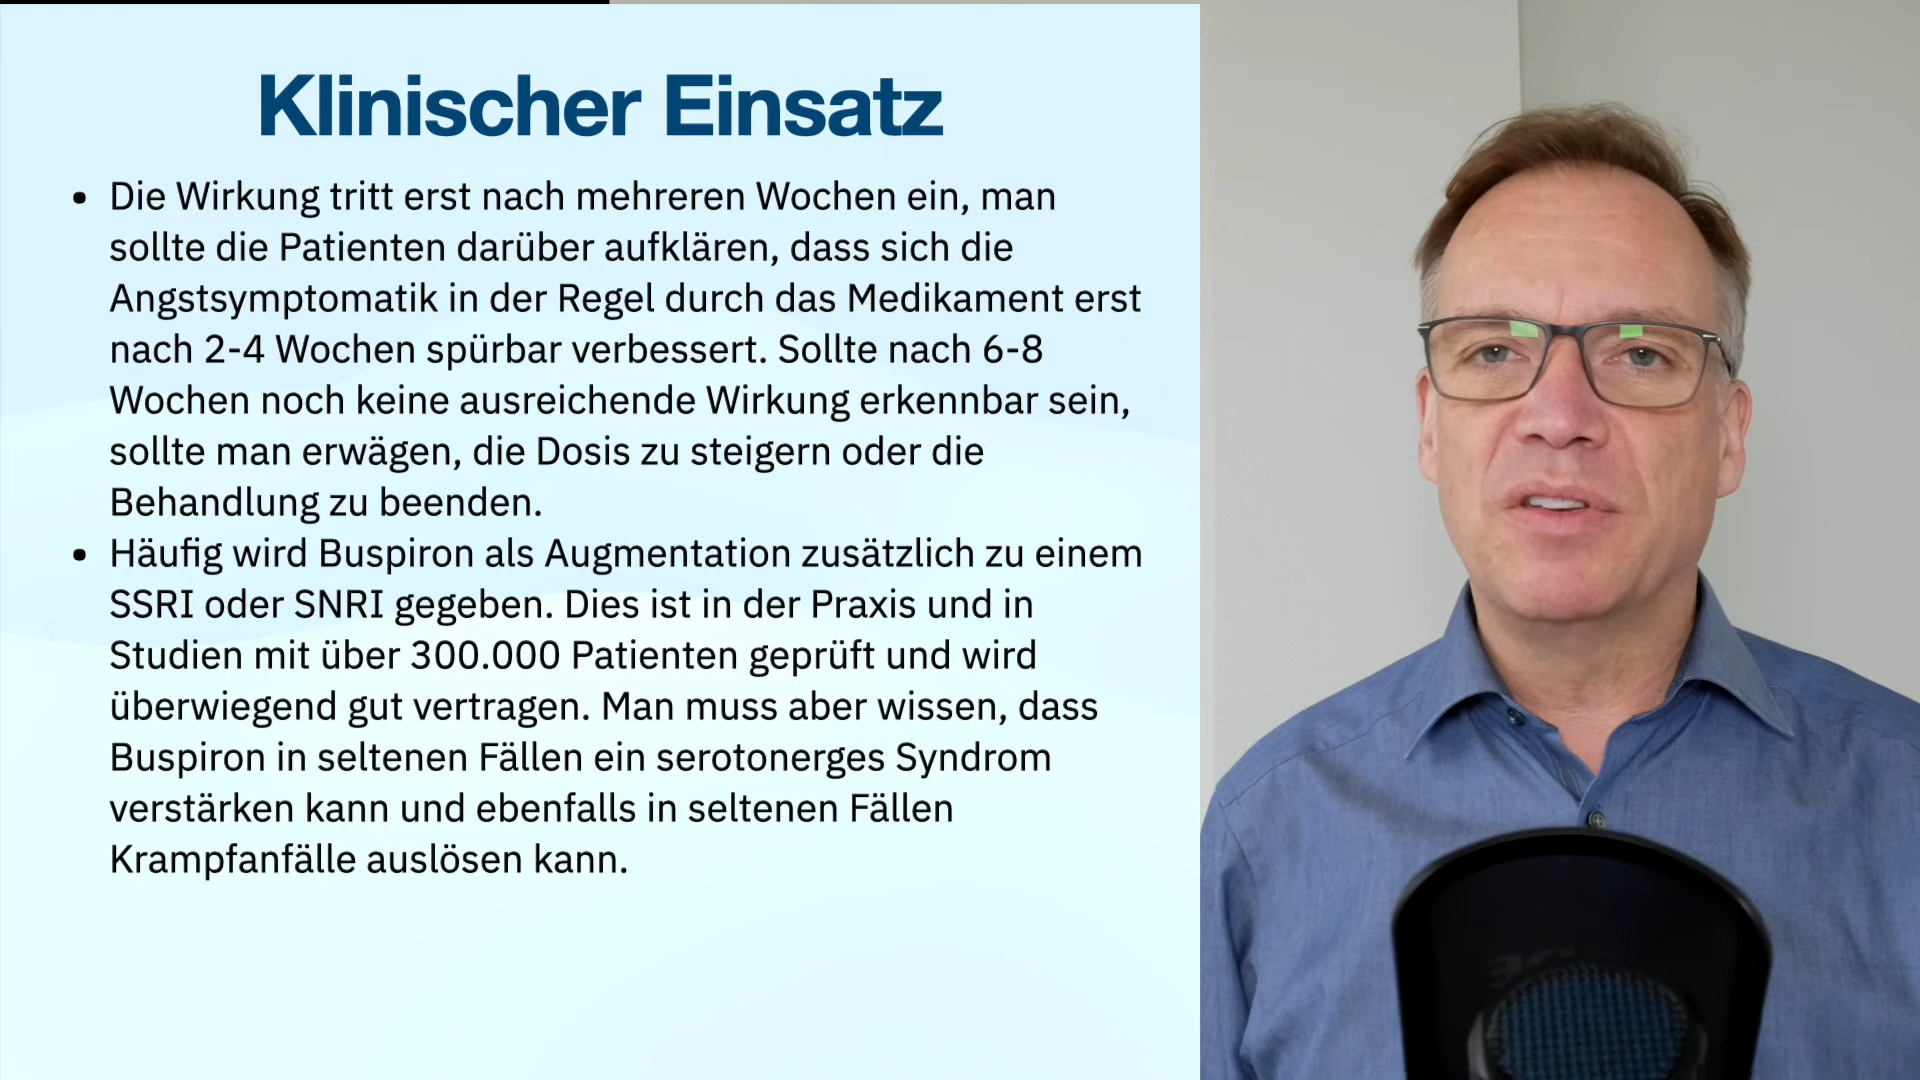 Klinischer Einsatz
• Die Wirkung tritt erst nach mehreren Wochen ein, man
sollte die Patienten darüber aufklären, dass sich die
Angstsymptomatik in der Regel durch das Medikament erst
nach 2-4 Wochen spürbar verbessert. Sollte nach 6-8
Wochen noch keine ausreichende Wirkung erkennbar sein,
sollte man erwägen, die Dosis zu steigern oder die
Behandlung zu beenden.
• Häufig wird Buspiron als Augmentation zusätzlich zu einem
SSRI oder SNRI gegeben. Dies ist in der Praxis und in
Studien mit über 300.000 Patienten geprüft und wird
überwiegend gut vertragen. Man muss aber wissen, dass
Buspiron in seltenen Fällen ein serotonerges Syndrom
verstärken kann und ebenfalls in seltenen Fällen
Krampfanfälle auslösen kann.